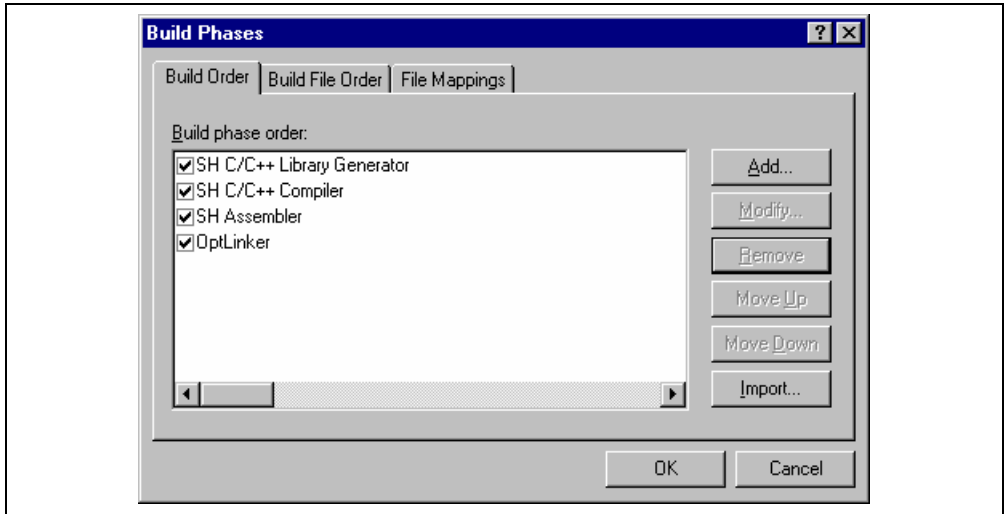 Build Phases
Build Order
Build File Order
File Mappings
Build phase order:
SH C/C++ Library Generator
SH C/C++ Compiler
SH Assembler
OptLinker
Add...
Modify...
Remove
Move Up
Move Down
Import...
OK
Cancel